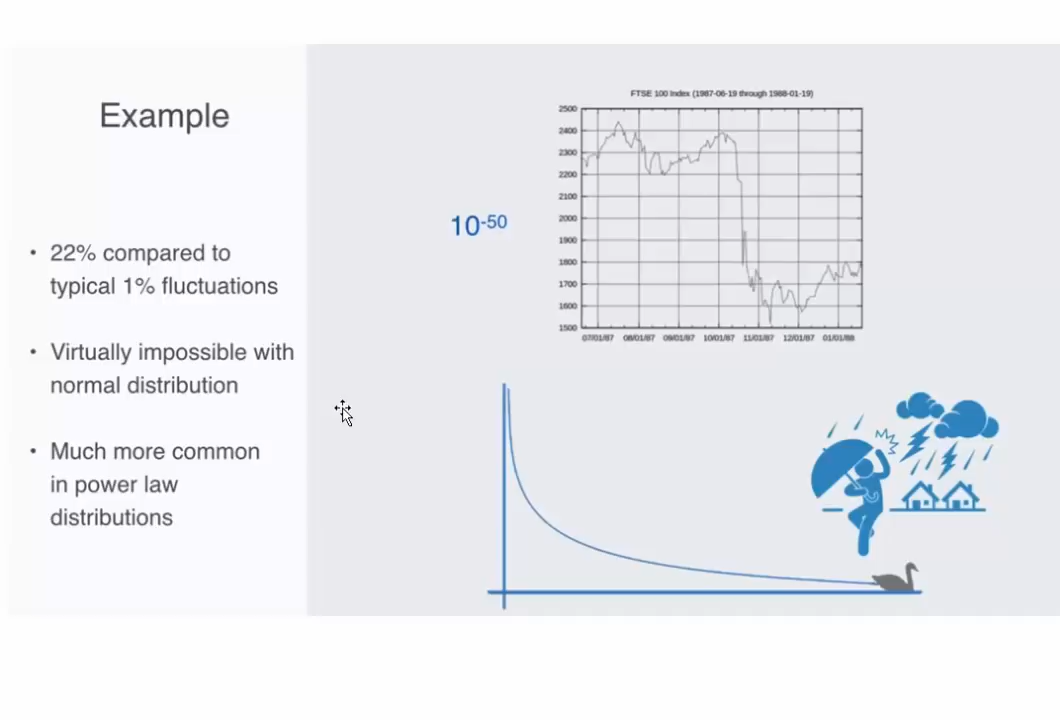 Example
• 22% compared to
typical 1% fluctuations
• Virtually impossible with
normal distribution
• Much more common
in power law
distributions
10-50
FTSE 100 Index (1987-06-19 through 1988-01-19)
2500
2400
2300
2200
2100
2000
1900
1800
1700
1600
1500
07/01/87 08/01/87 09/01/87 10/01/87 11/01/87 12/01/87 01/01/88